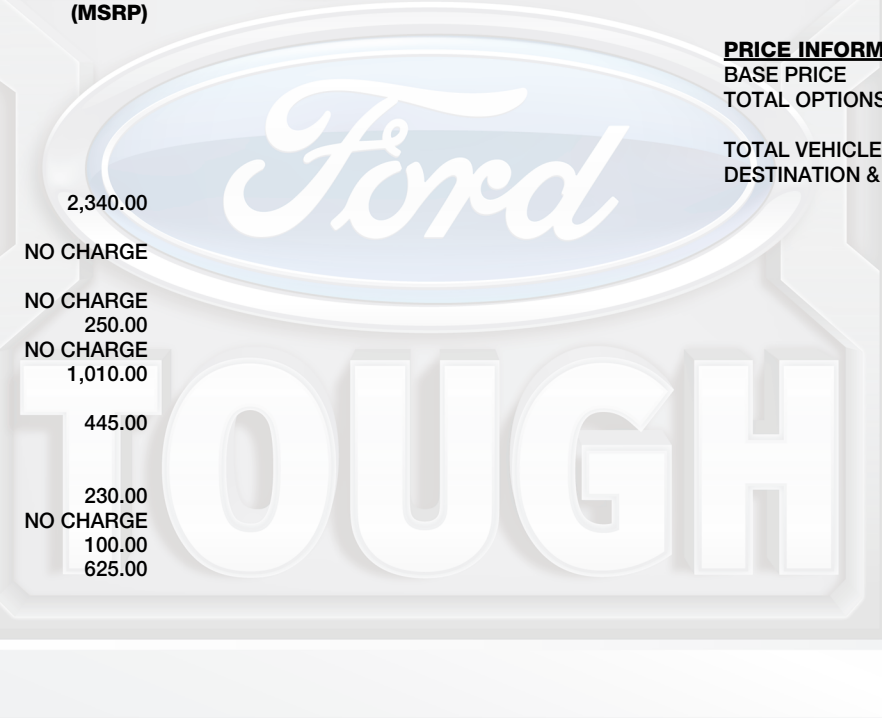 (MSRP)
2,340.00
NO CHARGE
NO CHARGE
250.00
NO CHARGE
1,010.00
445.00
230.00
NO CHARGE
100.00
625.00
PRICE INFORM
BASE PRICE
TOTAL OPTIONS
TOTAL VEHICLE
DESTINATION &
Ford
TOUGH